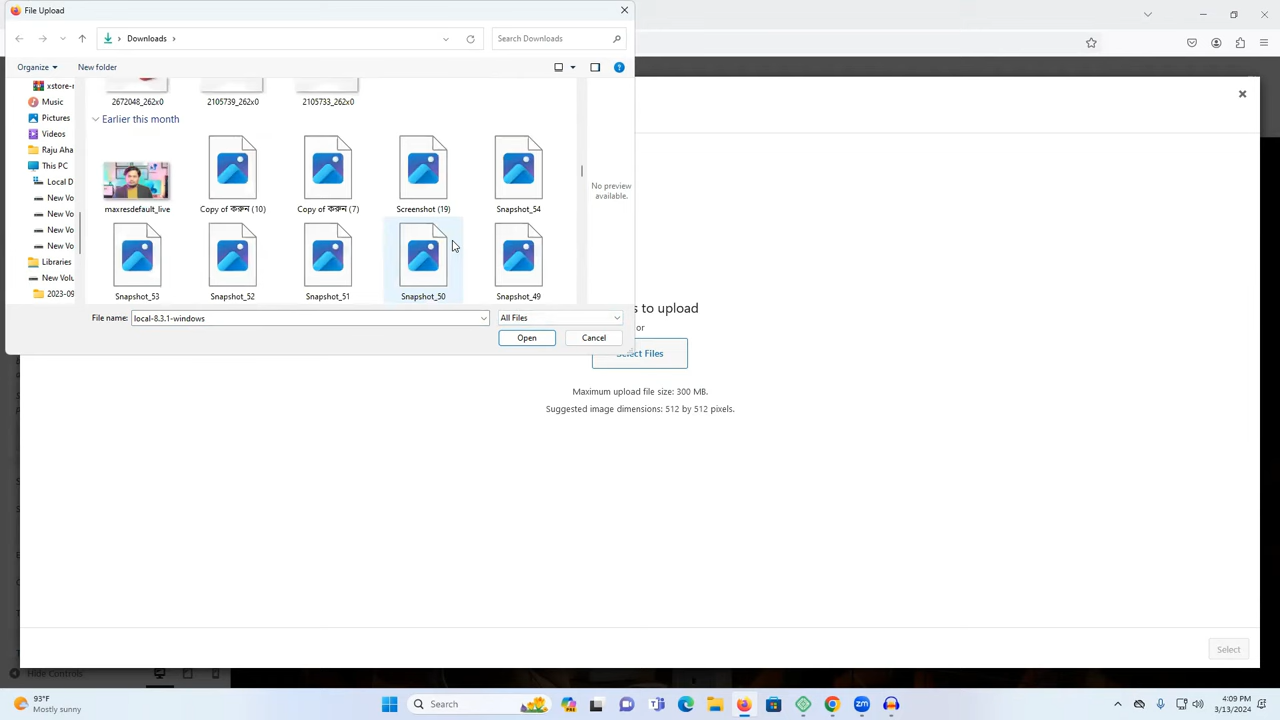 File Upload
Downloads
Search Downloads
Organize
New folder
xstore-r
Music
Pictures
Videos
Raju Aha
This PC
Local D
New Vo
New Vo
New Vo
New Vo
Libraries
New Volu
2023-09
2672048_262x0
2105739_262x0
2105733_262x0
Earlier this month
maxresdefault_live
Copy of करুন (10)
Copy of করুন (7)
Screenshot (19)
Snapshot_54
Snapshot_53
Snapshot_52
Snapshot_51
Snapshot_50
Snapshot_49
No preview
available.
File name:
local-8.3.1-windows
All Files
Open
Cancel
s to upload
or
Select Files
Maximum upload file size: 300 MB.
Suggested image dimensions: 512 by 512 pixels.
Select
Hide Controls
93°F
Mostly sunny
Search
4:09 PM
3/13/2024